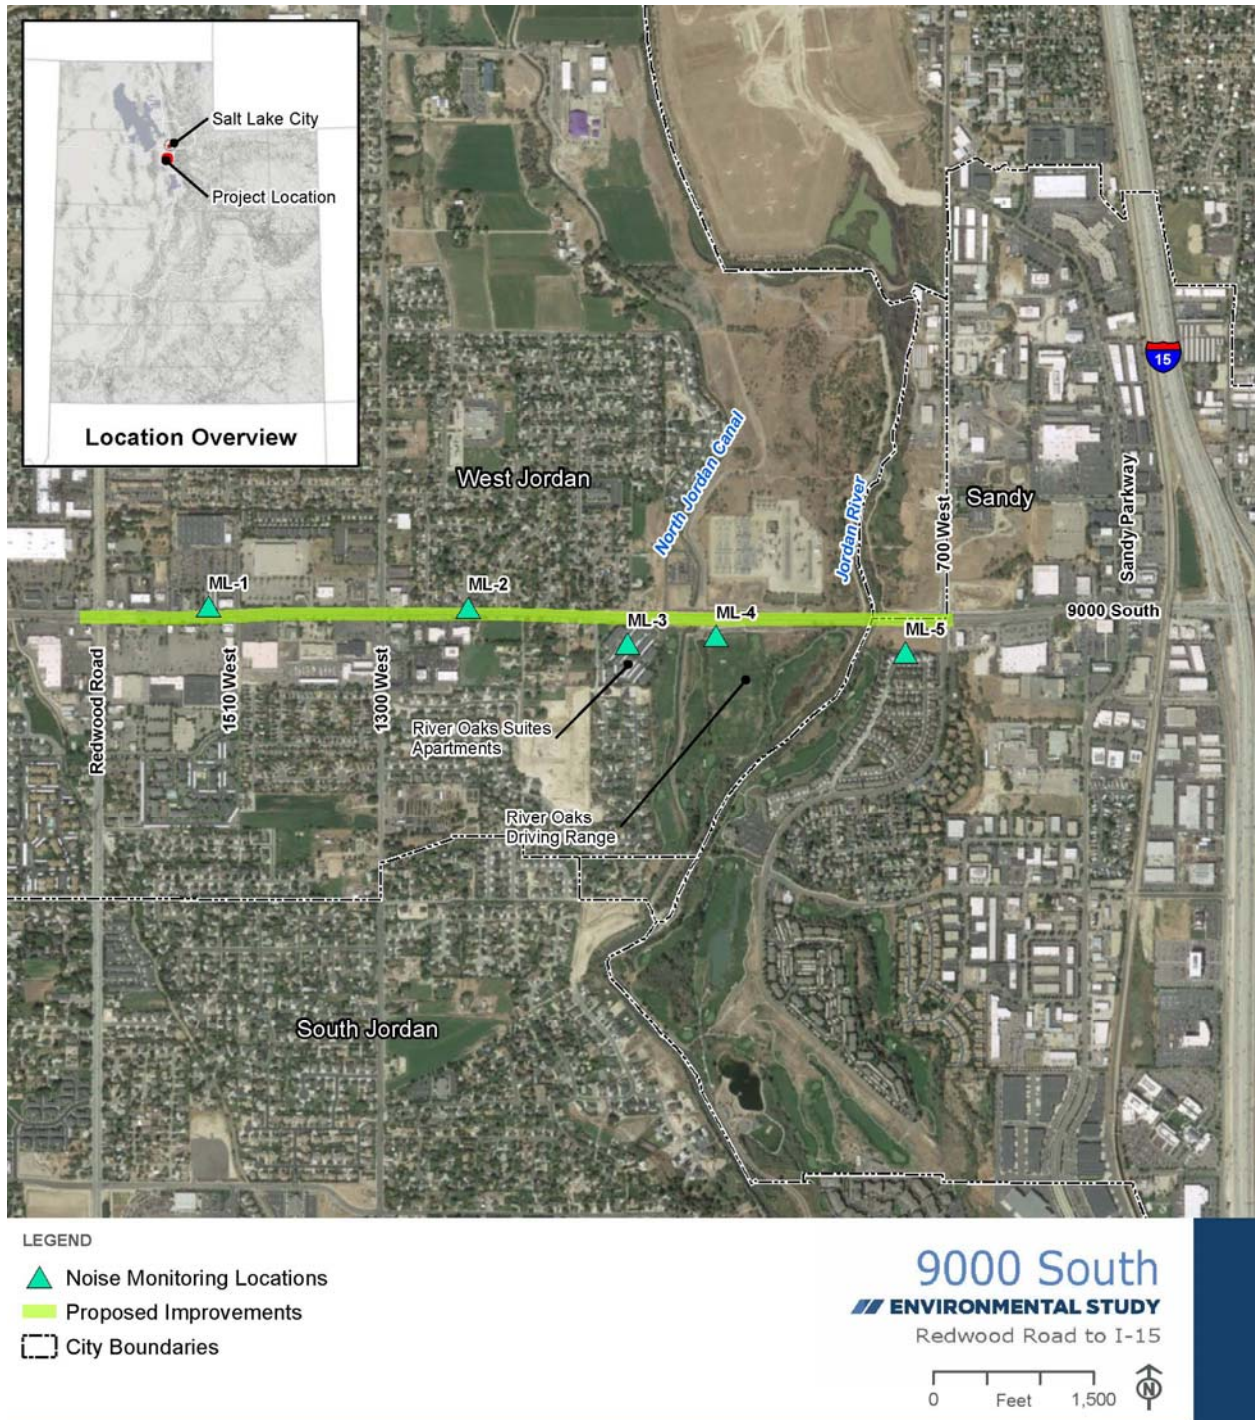 Salt Lake City
Project Location
Location Overview
15
West Jordan
North Jordan Canal
Jordan River
700 West
Sandy
Sandy Parkway
ML-1
ML-2
ML-3
ML-4
ML-5
9000 South
Redwood Road
1510 West
1300 West
River Oaks Suites
Apartments
River Oaks
Driving Range
South Jordan
LEGEND
Noise Monitoring Locations
Proposed Improvements
City Boundaries
9000 South
ENVIRONMENTAL STUDY
Redwood Road to I-15
0 Feet 1,500
N